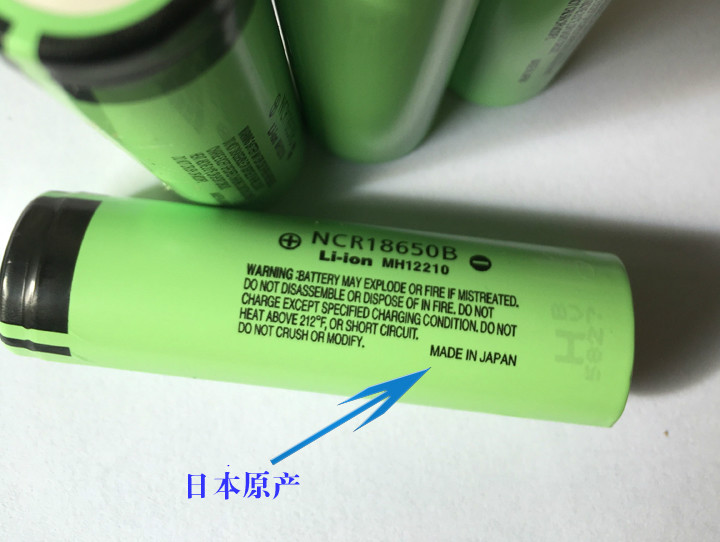 ⊕ NCR18650B ⊖
Li-ion MH12210
WARNING :BATTERY MAY EXPLODE OR FIRE IF MISTREATED.
DO NOT DISASSEMBLE OR DISPOSE OF IN FIRE. DO NOT
CHARGE EXCEPT SPECIFIED CHARGING CONDITION. DO NOT
HEAT ABOVE 212°F, OR SHORT CIRCUIT.
DO NOT CRUSH OR MODIFY.
MADE IN JAPAN
日本原产